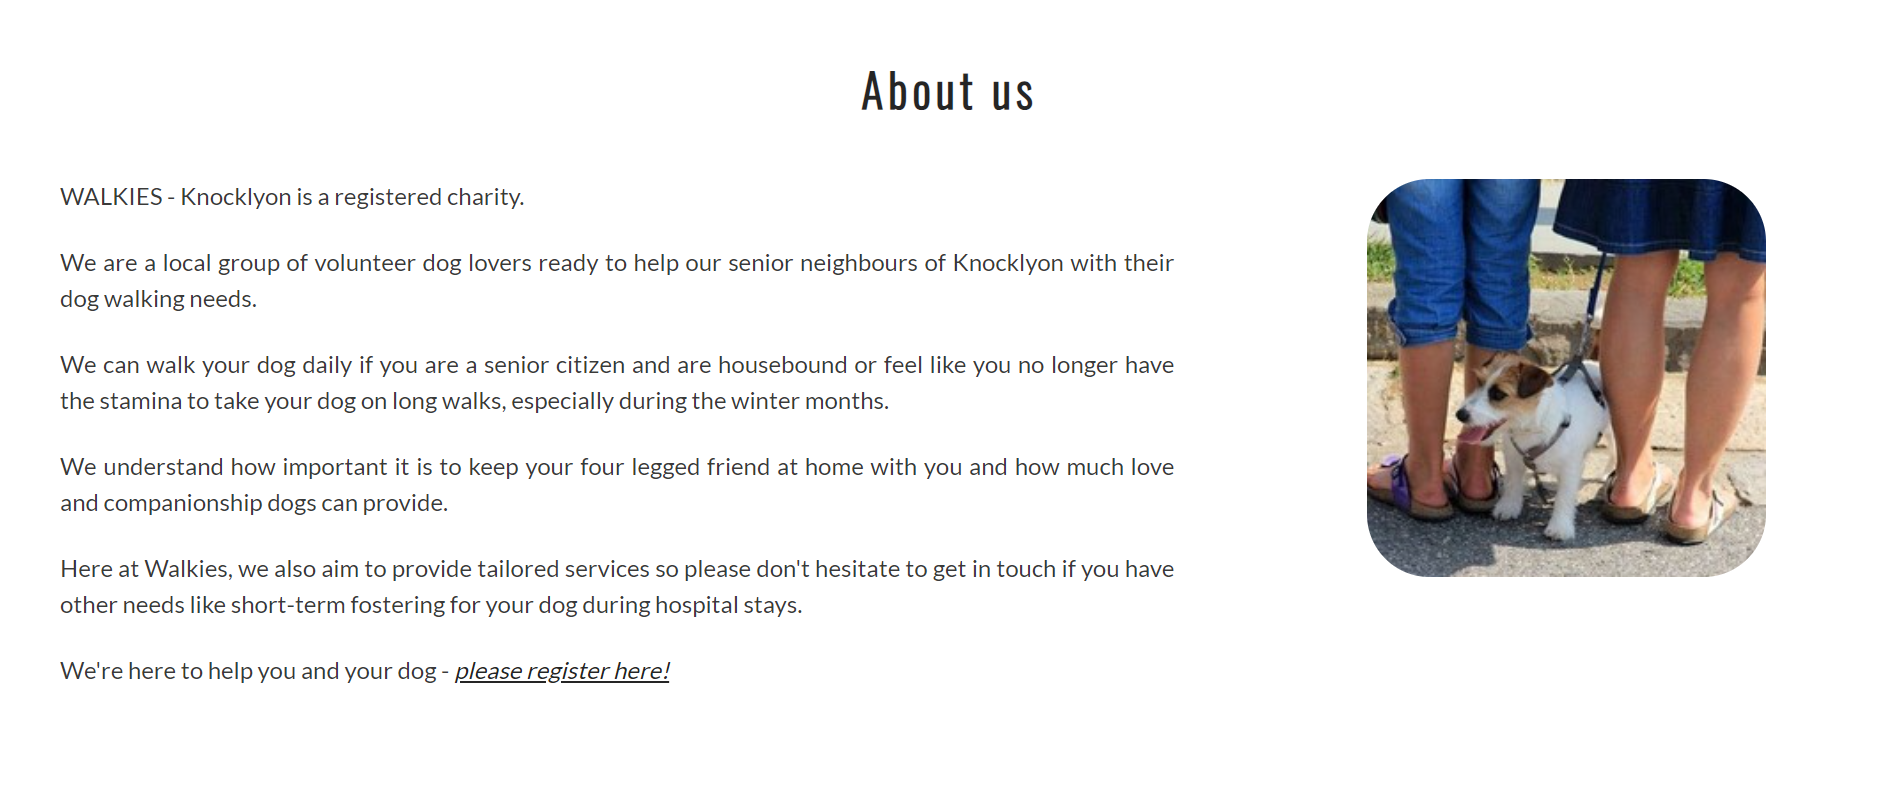 About us
WALKIES - Knocklyon is a registered charity.
We are a local group of volunteer dog lovers ready to help our senior neighbours of Knocklyon with their
dog walking needs.
We can walk your dog daily if you are a senior citizen and are housebound or feel like you no longer have
the stamina to take your dog on long walks, especially during the winter months.
We understand how important it is to keep your four legged friend at home with you and how much love
and companionship dogs can provide.
Here at Walkies, we also aim to provide tailored services so please don't hesitate to get in touch if you have
other needs like short-term fostering for your dog during hospital stays.
We're here to help you and your dog - please register here!